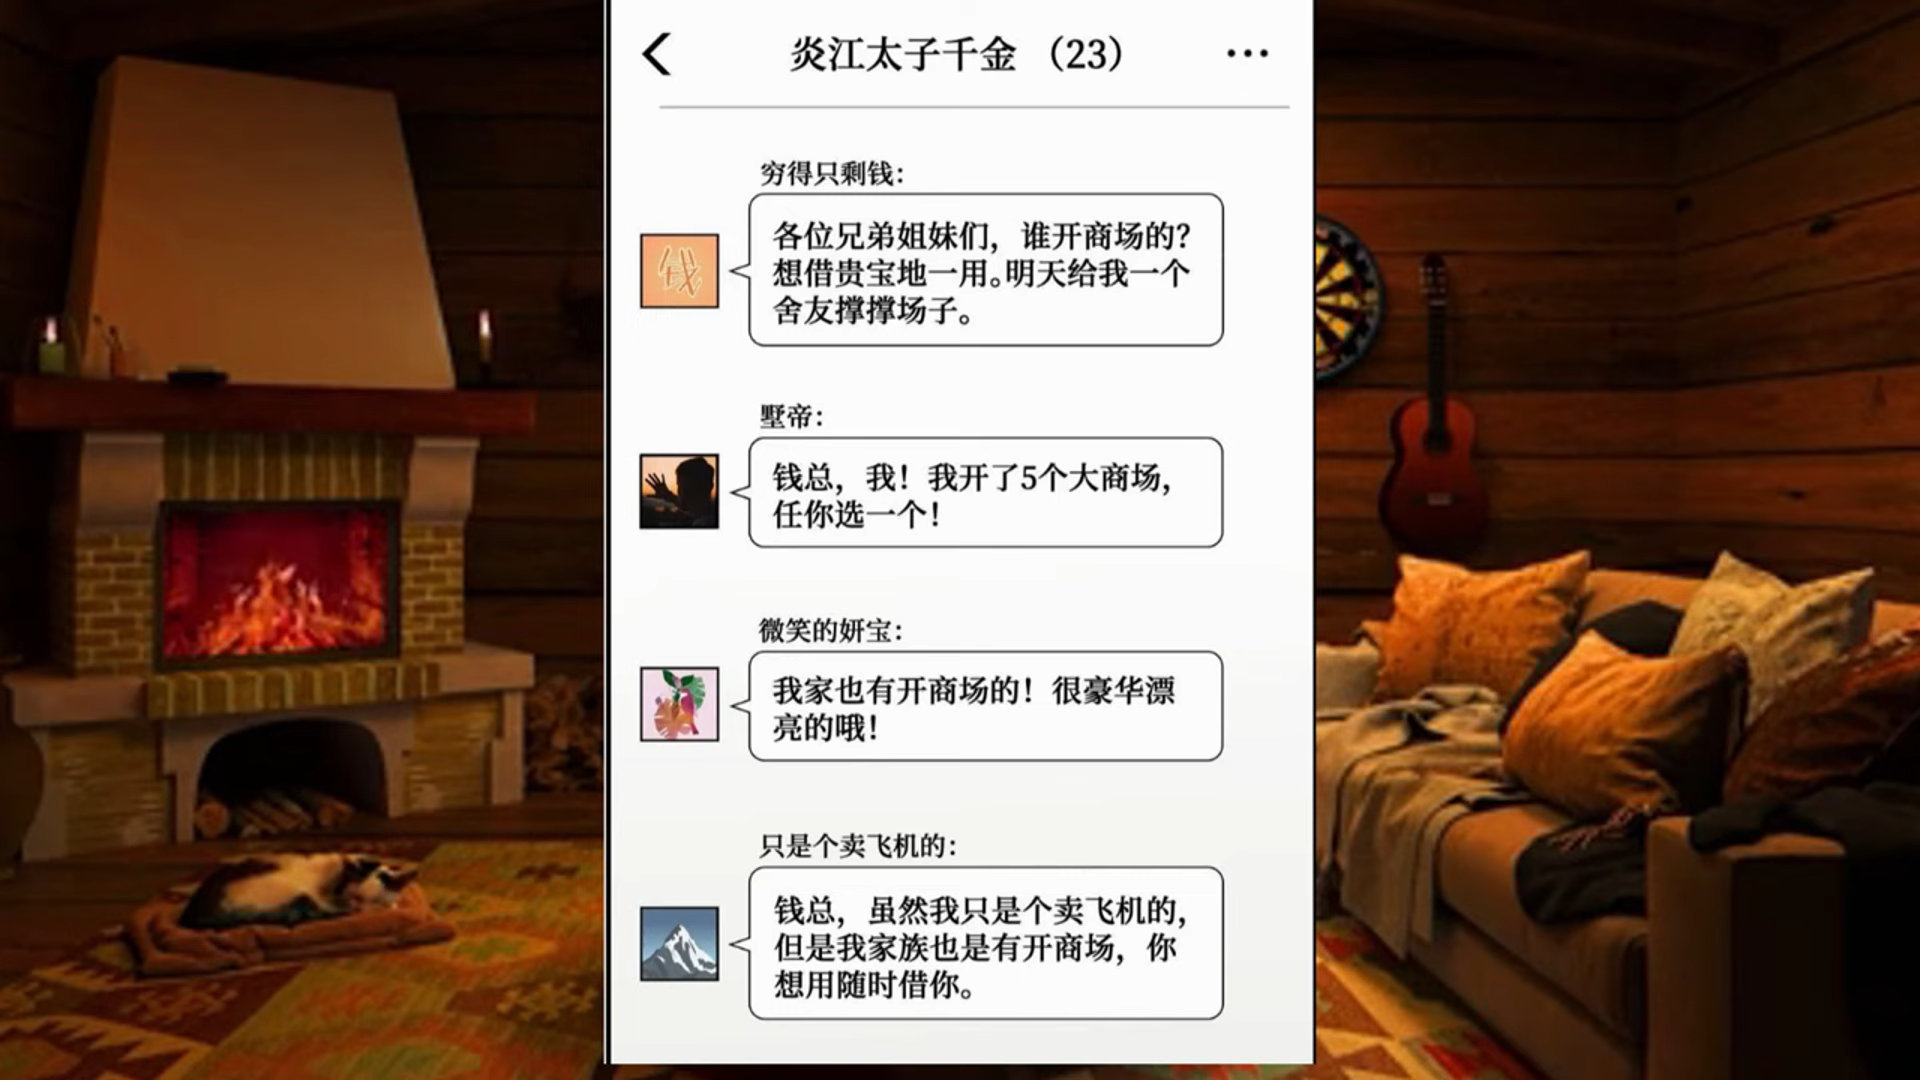 炎江太子千金 （23）
穷得只剩钱：
钱
各位兄弟姐妹们，谁开商场的？
想借贵宝地一用。明天给我一个
舍友撑撑场子。
墅帝：
钱总，我！我开了5个大商场，
任你选一个！
微笑的妍宝：
我家也有开商场的！很豪华漂
亮的哦！
只是个卖飞机的：
钱总，虽然我只是个卖飞机的，
但是我家族也是有开商场，你
想用随时借你。